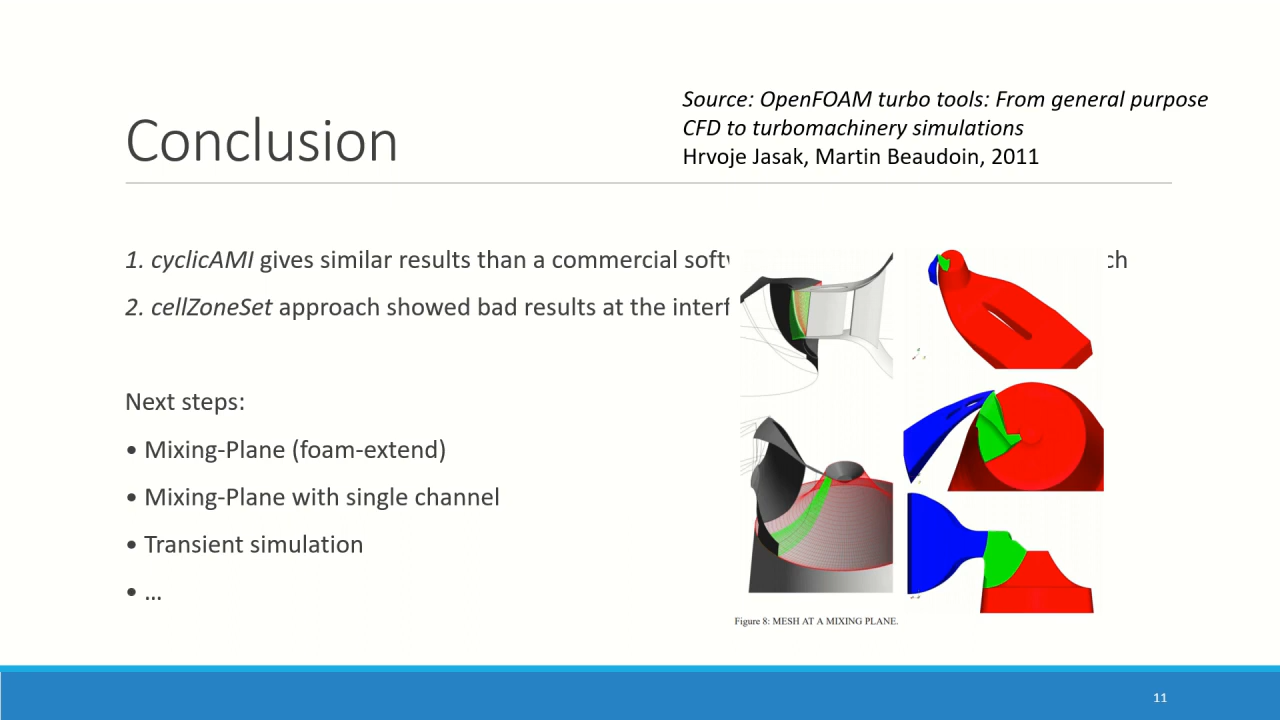 Source: OpenFOAM turbo tools: From general purpose
CFD to turbomachinery simulations
Hrvoje Jasak, Martin Beaudoin, 2011
Conclusion
1. cyclicAMI gives similar results than a commercial
2. cellZoneSet approach showed bad results at the
Next steps:
• Mixing-Plane (foam-extend)
• Mixing-Plane with single channel
• Transient simulation
• …
Figure 8: MESH AT A MIXING PLANE.
11